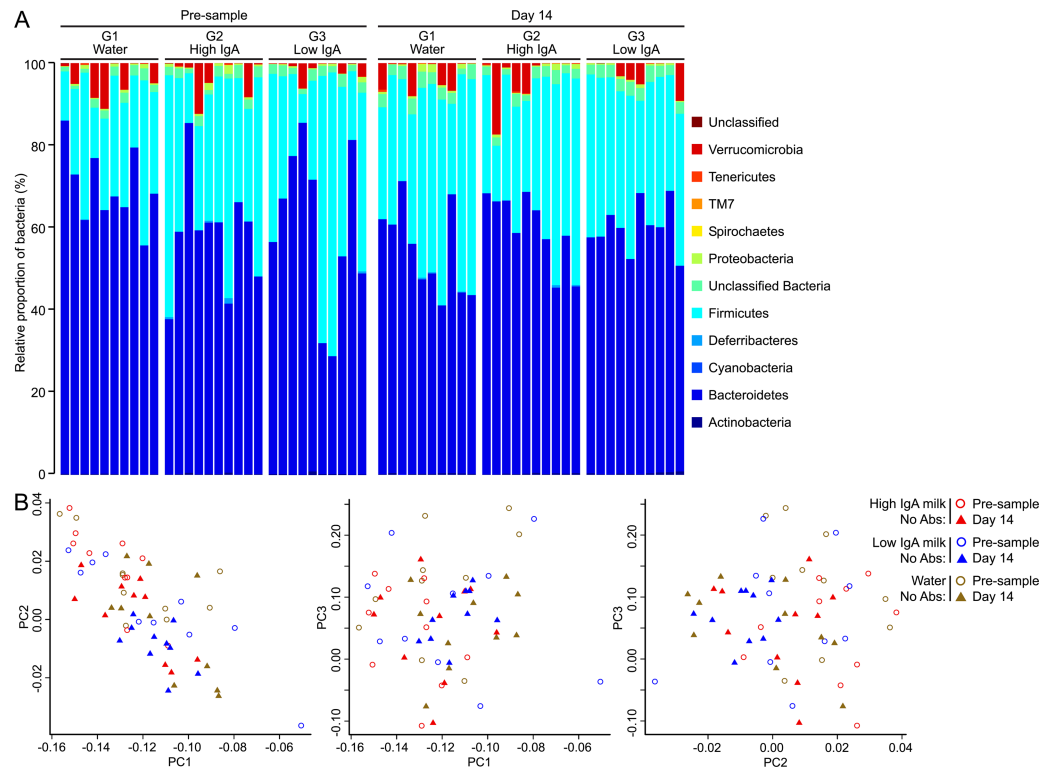 A
Pre-sample
Day 14
G1
Water
G2
High IgA
G3
Low IgA
G1
Water
G2
High IgA
G3
Low IgA
Relative proportion of bacteria (%)
100
80
60
40
20
0
Unclassified
Verrucomicrobia
Tenericutes
TM7
Spirochaetes
Proteobacteria
Unclassified Bacteria
Firmicutes
Deferribacteres
Cyanobacteria
Bacteroidetes
Actinobacteria
B
PC2
0.04
0.02
0.00
-0.02
-0.16 -0.14 -0.12 -0.10 -0.08 -0.06
PC1
PC3
0.20
0.10
0.00
-0.10
-0.16 -0.14 -0.12 -0.10 -0.08 -0.06
PC1
PC3
0.20
0.10
0.00
-0.10
-0.02 0.00 0.02 0.04
PC2
High IgA milk Pre-sample
No Abs: Day 14
Low IgA milk Pre-sample
No Abs: Day 14
Water Pre-sample
No Abs: Day 14